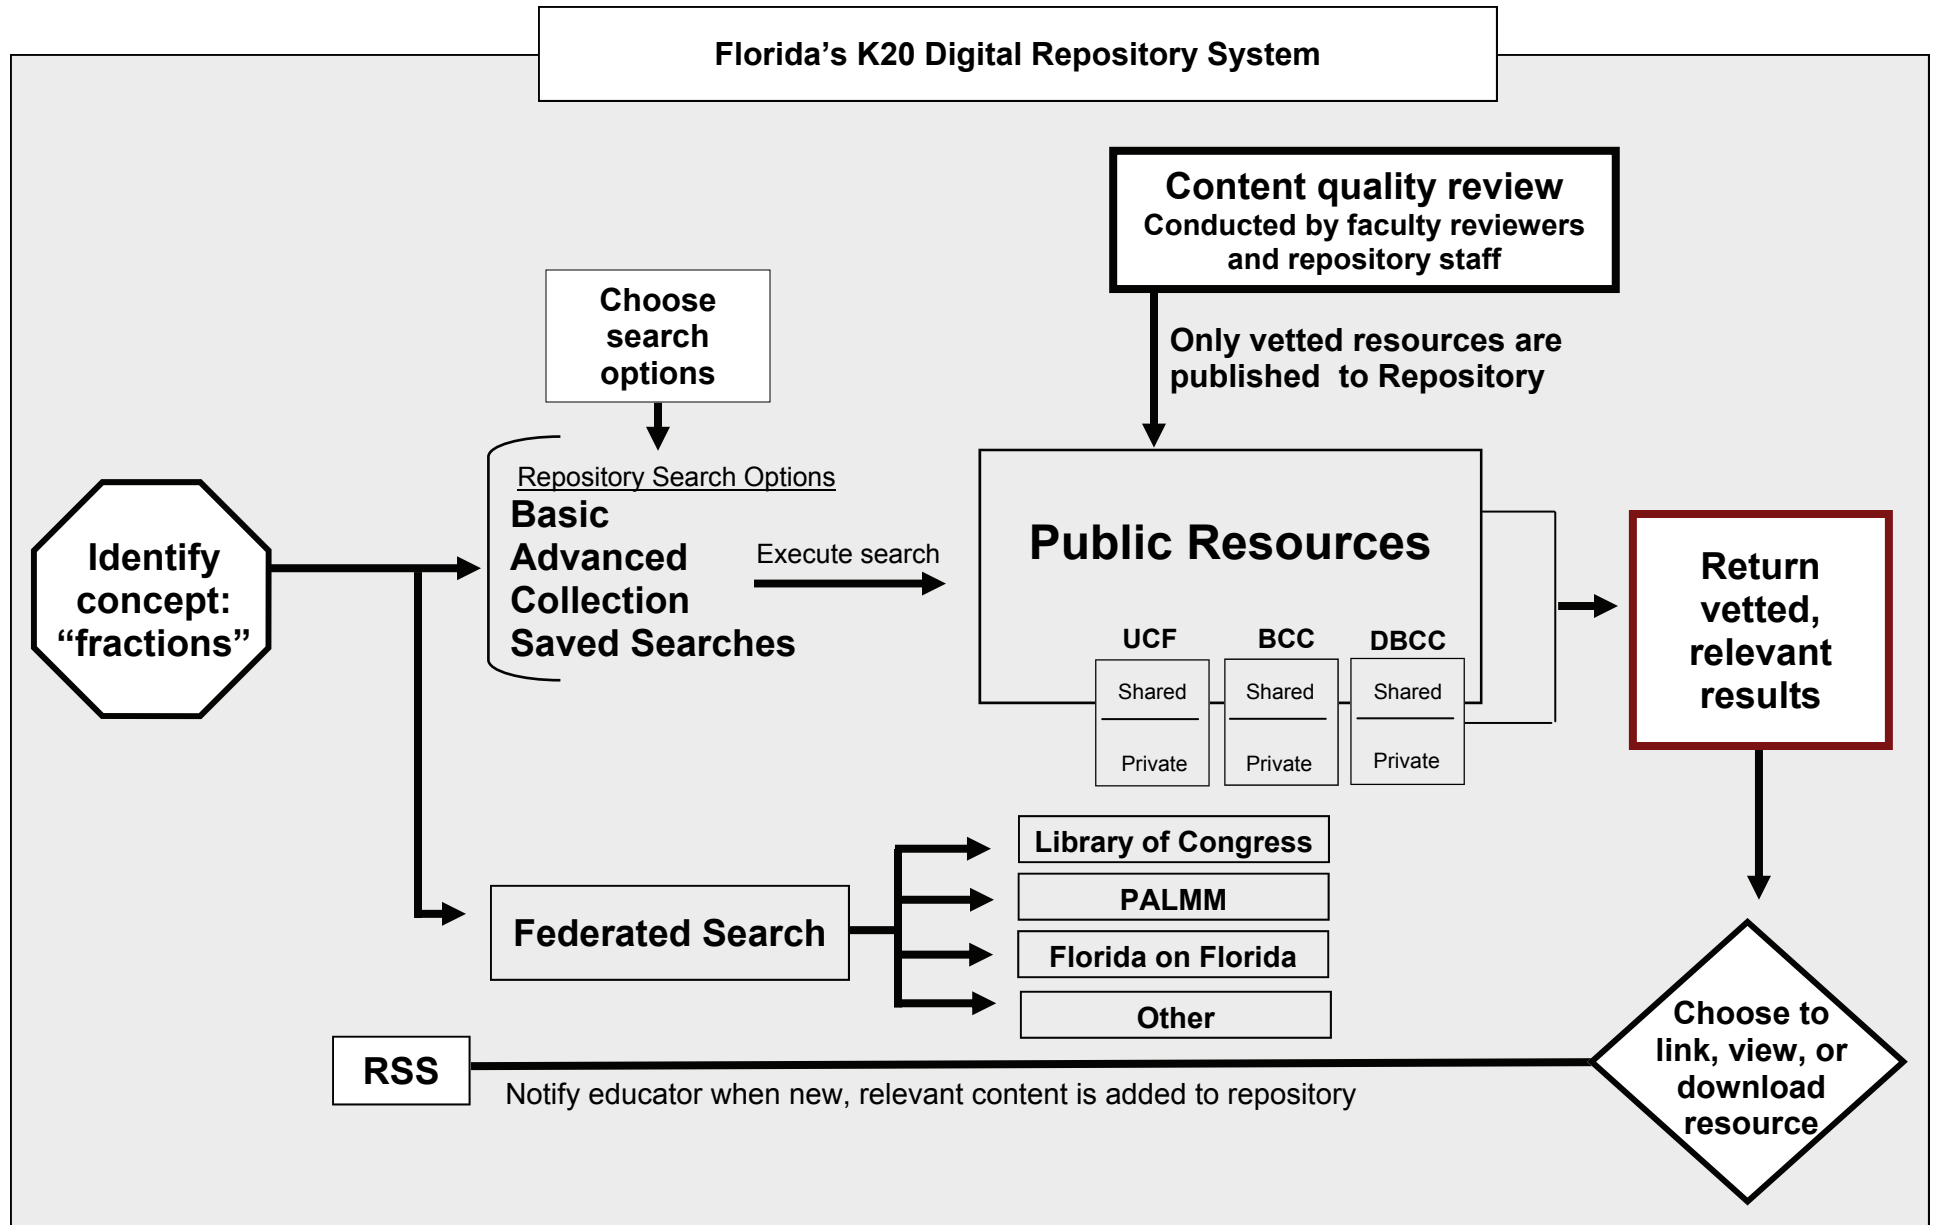 Florida’s K20 Digital Repository System
Content quality review
Conducted by faculty reviewers
and repository staff
Choose
search
options
Only vetted resources are
published to Repository
Repository Search Options
Basic
Advanced
Collection
Saved Searches
Identify
concept:
“fractions”
Execute search
Public Resources
UCF
BCC
DBCC
Shared
Shared
Shared
Private
Private
Private
Return
vetted,
relevant
results
Library of Congress
PALMM
Florida on Florida
Other
Federated Search
Choose to
link, view, or
download
resource
RSS
Notify educator when new, relevant content is added to repository